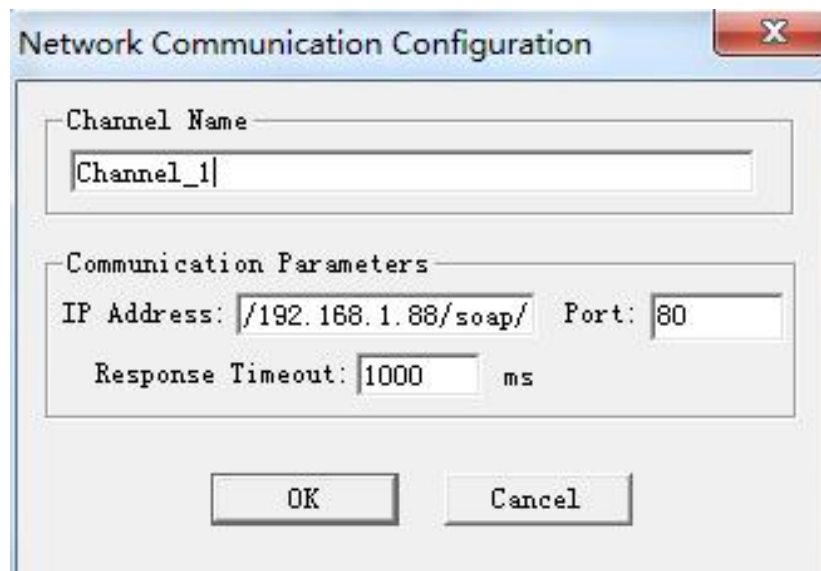 Network Communication Configuration
Channel Name
Channel_1
Communication Parameters
IP Address: /192.168.1.88/soap/ Port: 80
Response Timeout: 1000 ms
OK Cancel